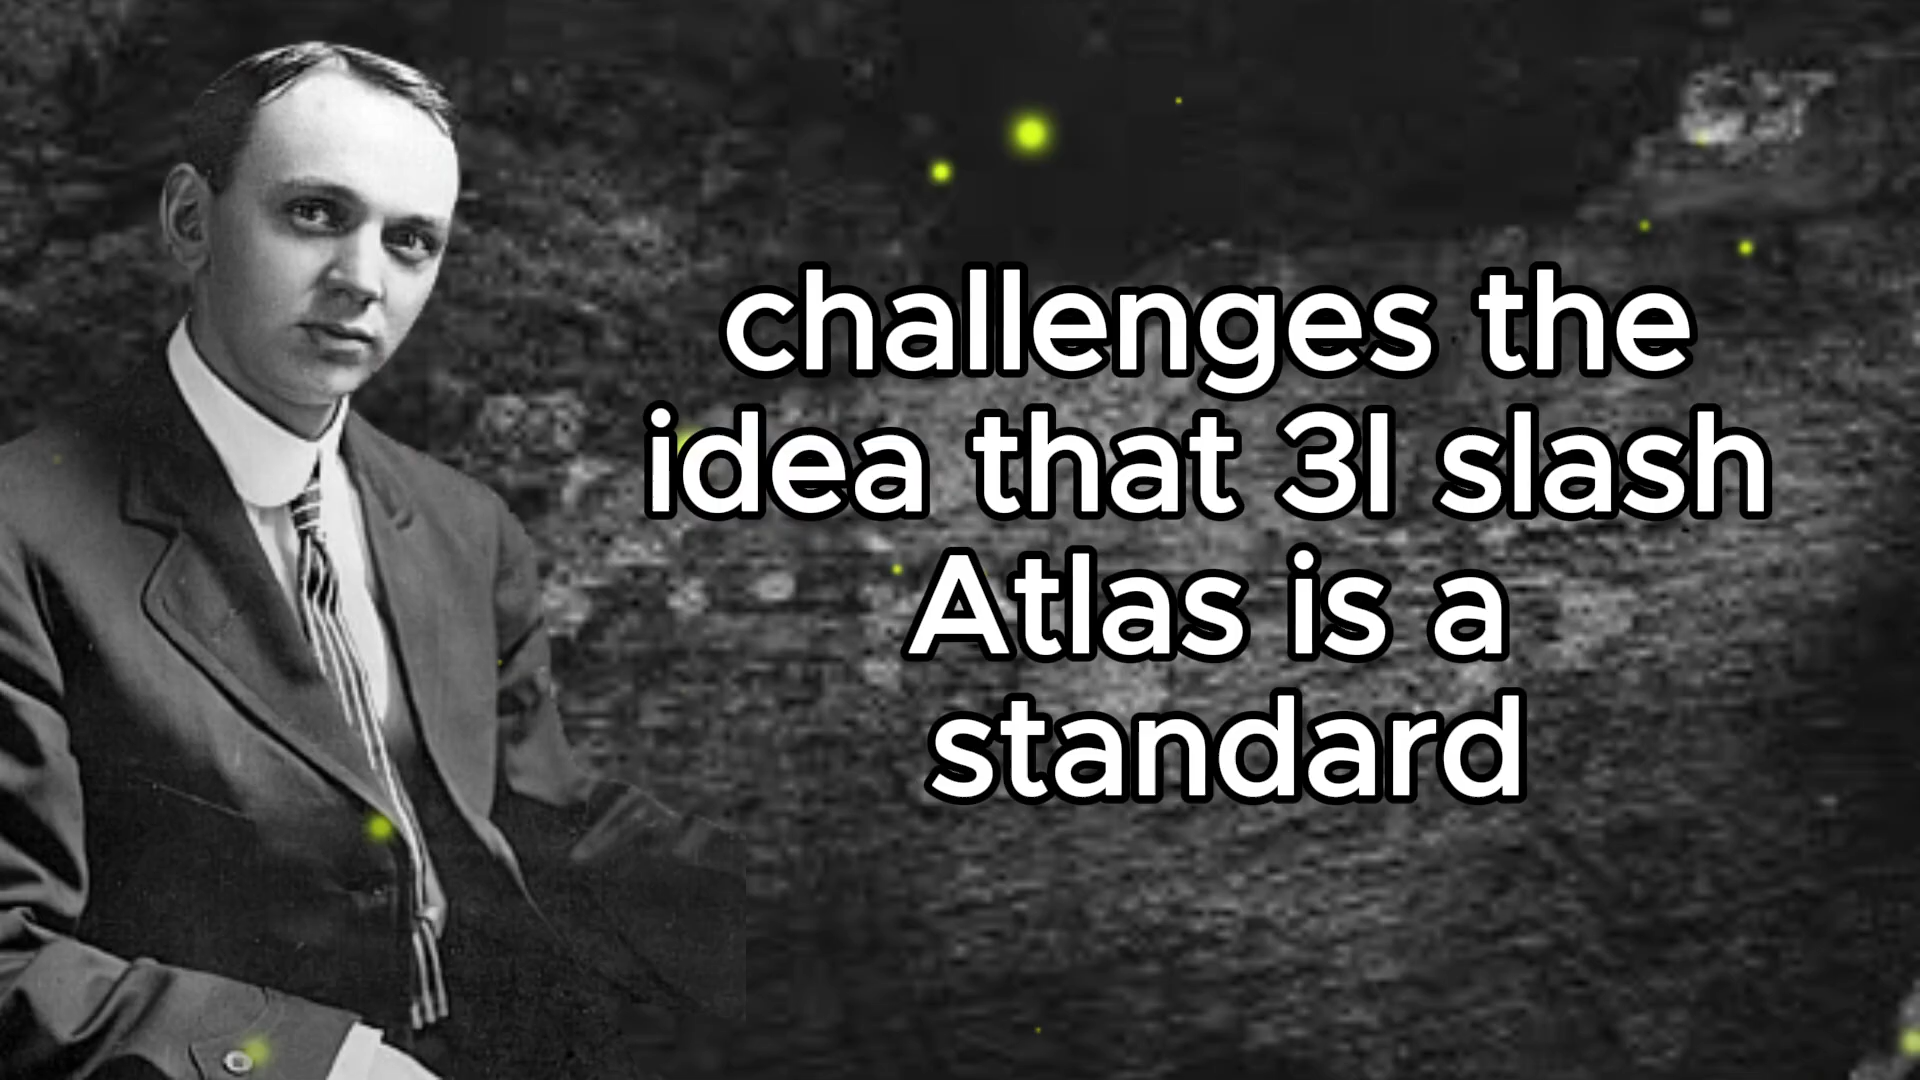 challenges the
idea that 3I slash
Atlas is a
standard